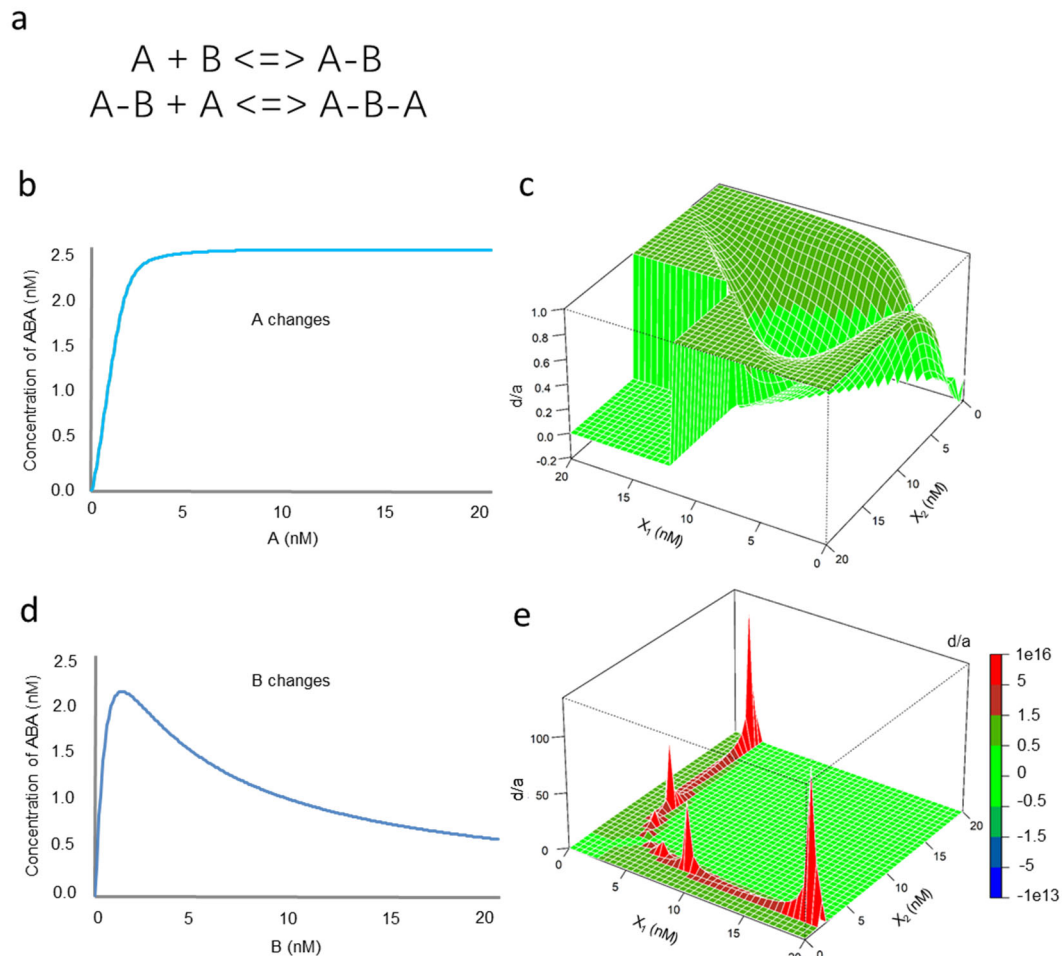 a
A + B <=> A-B
A-B + A <=> A-B-A
b
Concentration of ABA (nM)
2.5
2.0
1.5
1.0
0.5
0.0
A changes
0 5 10 15 20
A (nM)
c
d/a
1.0
0.8
0.6
0.4
0.2
0.0
-0.2
20 15 10 5 0
X1 (nM)
20 15 10 5 0
X2 (nM)
d
Concentration of ABA (nM)
2.5
2.0
1.5
1.0
0.5
0.0
B changes
0 5 10 15 20
B (nM)
e
d/a
100
50
0
0 5 10 15 20
X1 (nM)
0 5 10 15 20
X2 (nM)
d/a
1e16
5
1.5
0.5
0
-0.5
-1.5
-5
-1e13